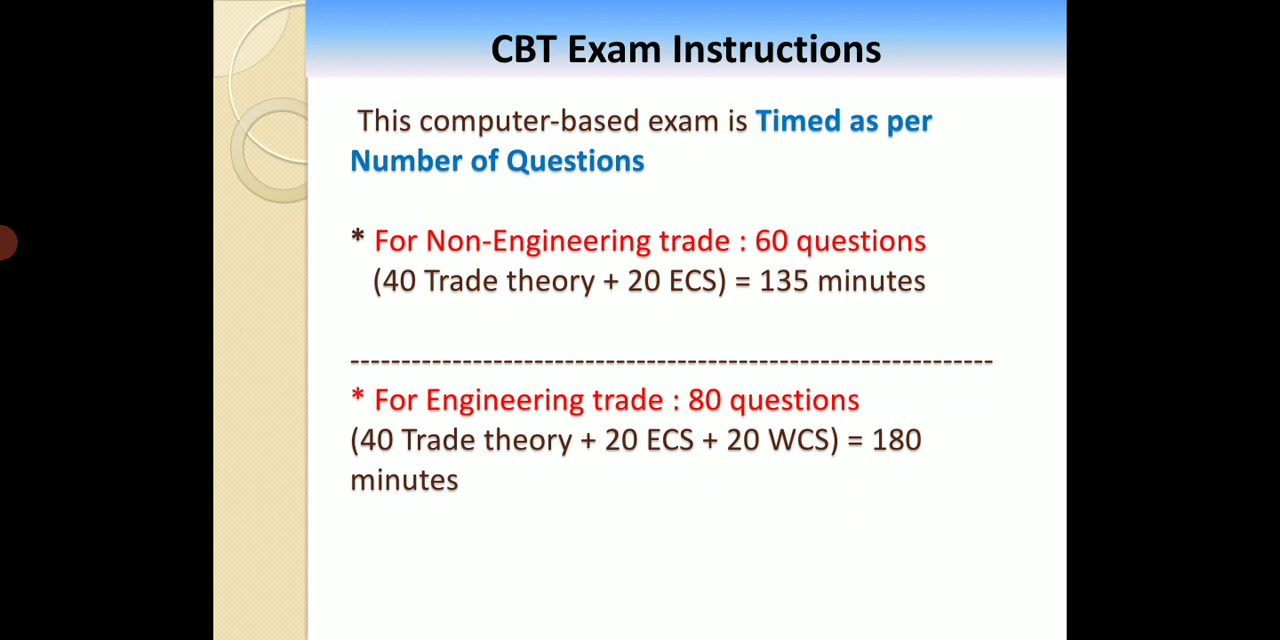 CBT Exam Instructions
This computer-based exam is Timed as per
Number of Questions
* For Non-Engineering trade : 60 questions
(40 Trade theory + 20 ECS) = 135 minutes
---------------------------------------------------------------
* For Engineering trade : 80 questions
(40 Trade theory + 20 ECS + 20 WCS) = 180
minutes